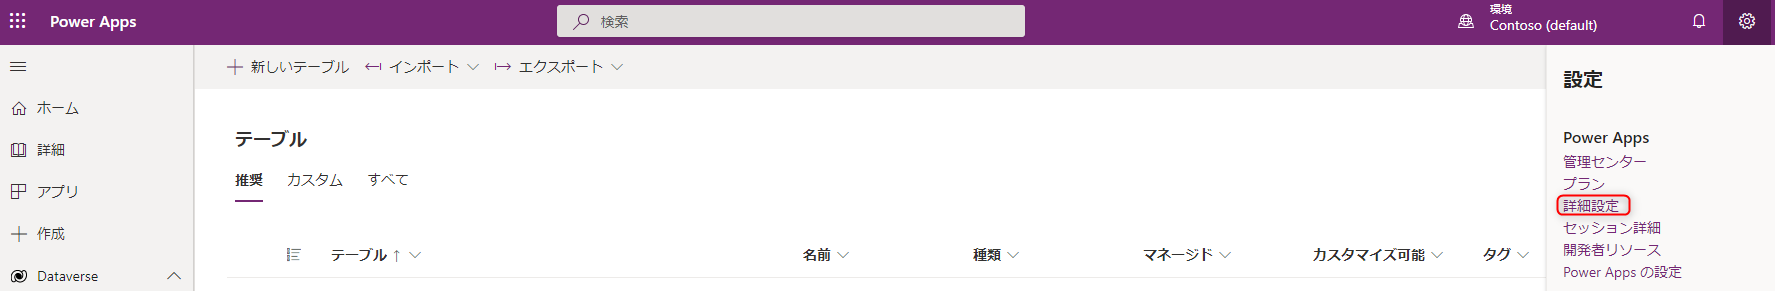 Power Apps
検索
環境
Contoso (default)
新しいテーブル インポート エクスポート
ホーム
詳細
アプリ
作成
Dataverse
テーブル
推奨 カスタム すべて
テーブル ↑ 名前 種類 マネージド カスタマイズ可能 タグ
設定
Power Apps
管理センター
プラン
詳細設定
セッション詳細
開発者リソース
Power Apps の設定